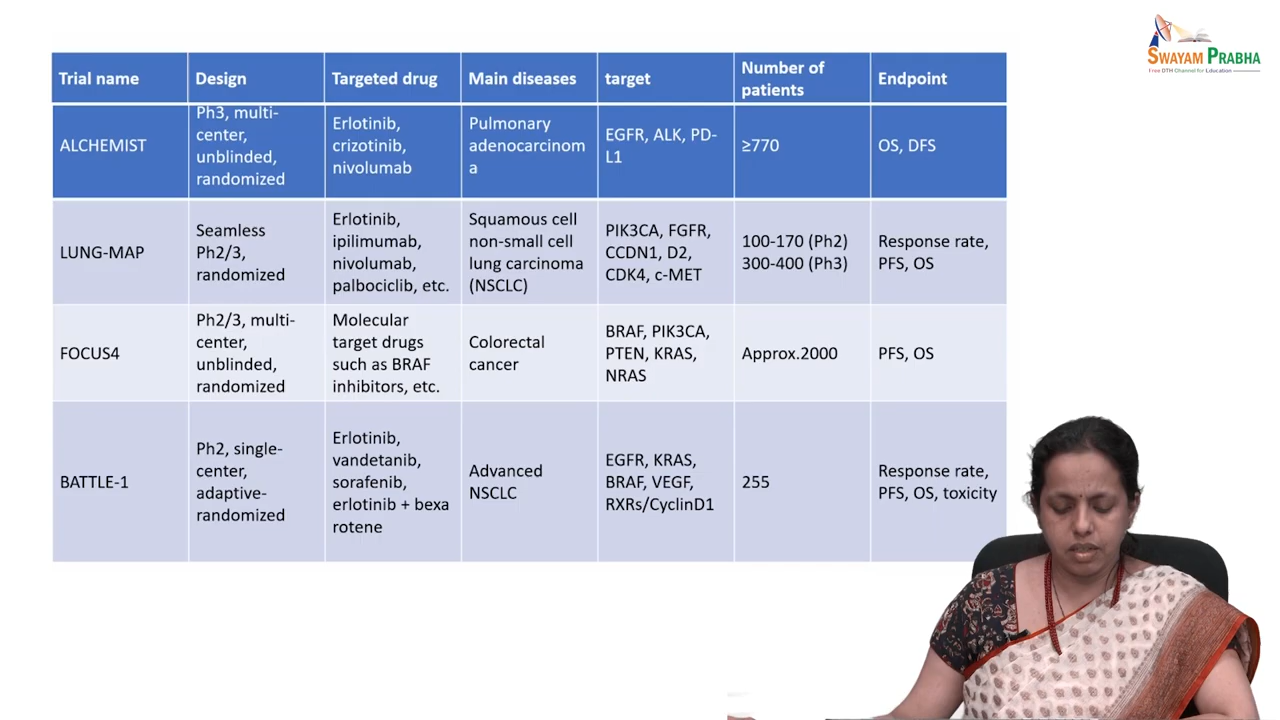 SWAYAM PRABHA
Free DTH Channel for Education
Trial name
Design
Targeted drug
Main diseases
target
Number of
patients
Endpoint
ALCHEMIST
Ph3, multi-
center,
unblinded,
randomized
Erlotinib,
crizotinib,
nivolumab
Pulmonary
adenocarcinom
a
EGFR, ALK, PD-
L1
≥770
OS, DFS
LUNG-MAP
Seamless
Ph2/3,
randomized
Erlotinib,
ipilimumab,
nivolumab,
palbociclib, etc.
Squamous cell
non-small cell
lung carcinoma
(NSCLC)
PIK3CA, FGFR,
CCDN1, D2,
CDK4, c-MET
100-170 (Ph2)
300-400 (Ph3)
Response rate,
PFS, OS
FOCUS4
Ph2/3, multi-
center,
unblinded,
randomized
Molecular
target drugs
such as BRAF
inhibitors, etc.
Colorectal
cancer
BRAF, PIK3CA,
PTEN, KRAS,
NRAS
Approx.2000
PFS, OS
BATTLE-1
Ph2, single-
center,
adaptive-
randomized
Erlotinib,
vandetanib,
sorafenib,
erlotinib + bexa
rotene
Advanced
NSCLC
EGFR, KRAS,
BRAF, VEGF,
RXRs/CyclinD1
255
Response rate,
PFS, OS, toxicity